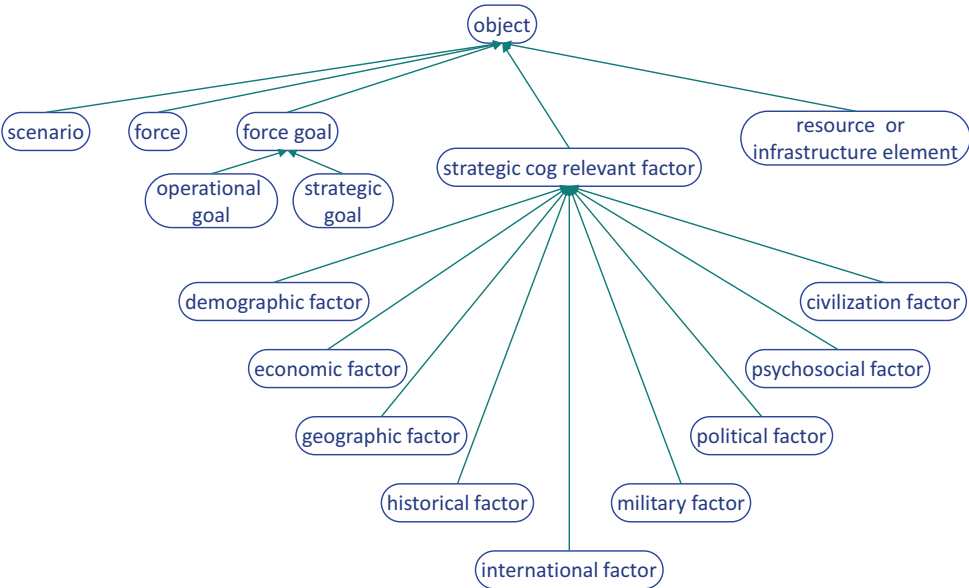 object
scenario
force
force goal
resource or
infrastructure element
strategic cog relevant factor
operational
goal
strategic
goal
demographic factor
civilization factor
economic factor
psychosocial factor
geographic factor
political factor
historical factor
military factor
international factor